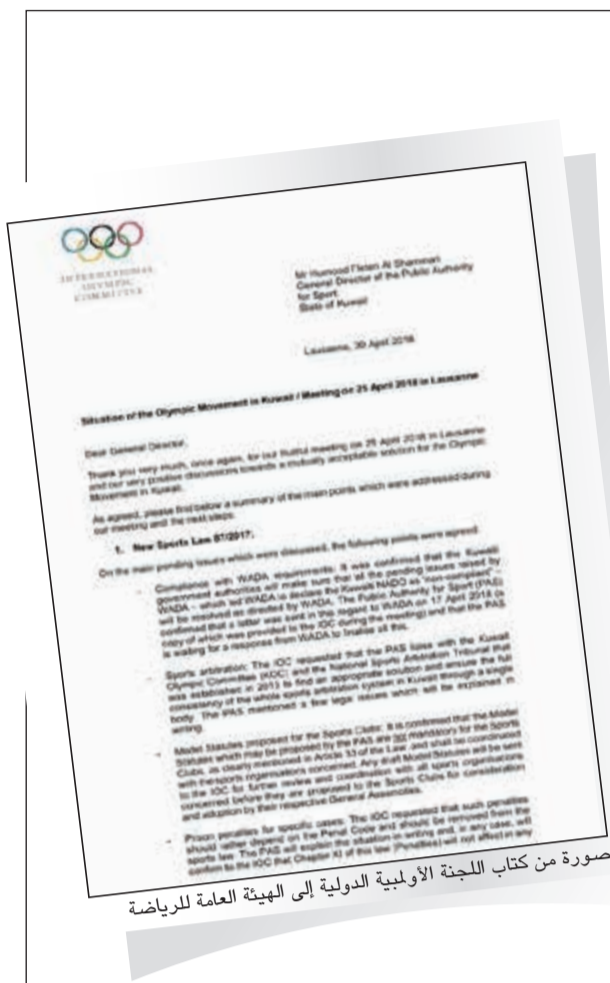 INTERNATIONAL
OLYMPIC
COMMITTEE
Mr Humood Fleteh Al Shammari
General Director of the Public Authority
for Sport
State of Kuwait
Lausanne, 30 April 2018
Situation of the Olympic Movement in Kuwait / Meeting on 25 April 2018 in Lausanne
Dear General Director,
Thank you very much, once again, for our fruitful meeting on 25 April 2018 in Lausanne
and our very positive discussions towards a mutually acceptable solution for the Olympic
Movement in Kuwait.
As agreed, please find below a summary of the main points which were addressed during
our meeting and the next steps:
1. New Sports Law 87/2017:
On the main pending issues which were discussed, the following points were agreed:
- Compliance with WADA requirements: It was confirmed that the Kuwait
government authorities will make sure that all the pending issues raised by
WADA – which led WADA to declare the Kuwaiti NADO as "non-compliant" –
will be resolved as directed by WADA. The Public Authority for Sport (PAS)
confirmed that a letter was sent in this regard to WADA on 17 April 2018 (a
copy of which was provided to the IOC during the meeting) and that the PAS
is waiting for a response from WADA to finalise all this.
- Sports arbitration: The IOC requested that the PAS liaise with the Kuwait
Olympic Committee (KOC) and the National Sports Arbitration Tribunal that
was established in 2013 to find an appropriate solution and ensure the full
consistency of the whole sports arbitration system in Kuwait through a single
body. The PAS mentioned a few legal issues which will be explained in
writing.
- Model Statutes proposed for the Sports Clubs: It is confirmed that the Model
Statutes which may be proposed by the PAS are not mandatory for the Sports
Clubs, as clearly mentioned in Article 53 of the Law, and shall be coordinated
with the sports organisations concerned. Any draft Model Statutes will be sent
to the IOC for further review and coordination with all sports organisations
concerned before they are proposed to the Sports Clubs for consideration
and adoption by their respective General Assemblies.
- Prison penalties for specific cases: The IOC requested that such penalties
should rather depend on the Penal Code and should be removed from the
sports law. The PAS will explain the situation in writing and, in any case, will
confirm to the IOC that Chapter XI of this law (Penalties) will not affect in any
صورة من كتاب اللجنة الأولمبية الدولية إلى الهيئة العامة للرياضة